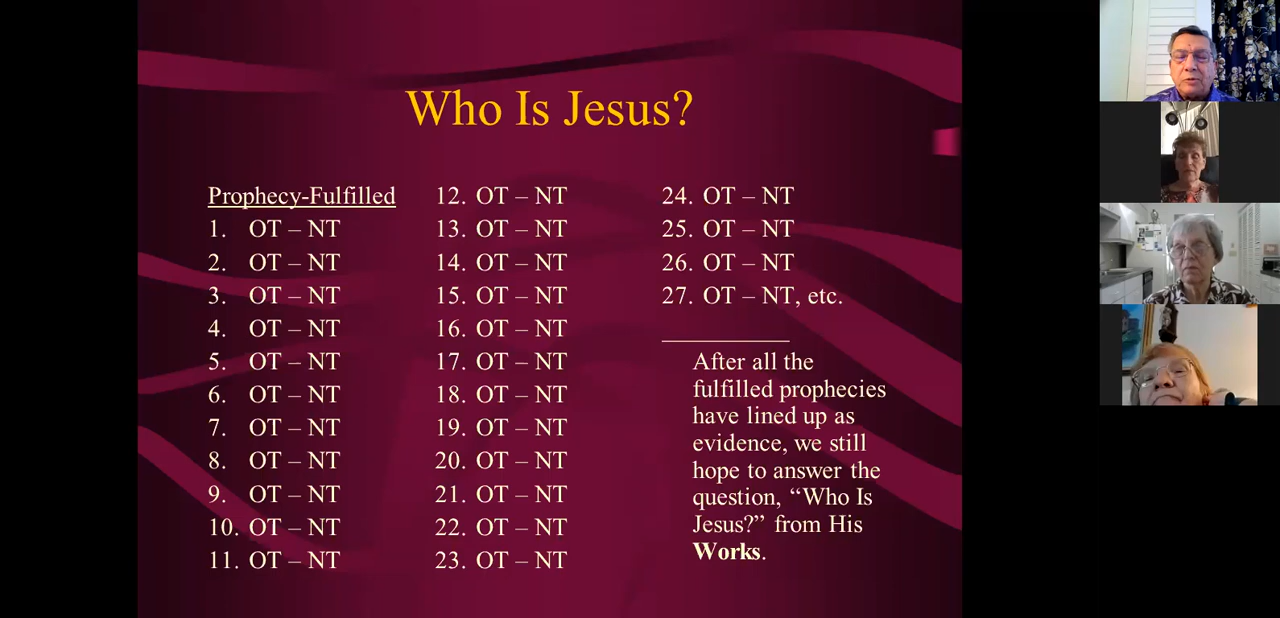 Who Is Jesus?
Prophecy-Fulfilled
1. OT – NT
2. OT – NT
3. OT – NT
4. OT – NT
5. OT – NT
6. OT – NT
7. OT – NT
8. OT – NT
9. OT – NT
10. OT – NT
11. OT – NT
12. OT – NT
13. OT – NT
14. OT – NT
15. OT – NT
16. OT – NT
17. OT – NT
18. OT – NT
19. OT – NT
20. OT – NT
21. OT – NT
22. OT – NT
23. OT – NT
24. OT – NT
25. OT – NT
26. OT – NT
27. OT – NT, etc.
After all the
fulfilled prophecies
have lined up as
evidence, we still
hope to answer the
question, “Who Is
Jesus?” from His
Works.